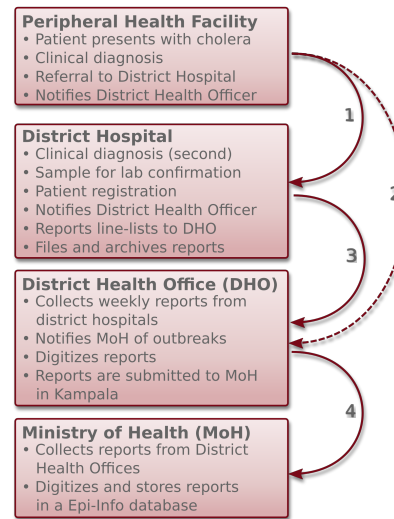 Peripheral Health Facility
• Patient presents with cholera
• Clinical diagnosis
• Referral to District Hospital
• Notifies District Health Officer
1
District Hospital
• Clinical diagnosis (second)
• Sample for lab confirmation
• Patient registration
• Notifies District Health Officer
• Reports line-lists to DHO
• Files and archives reports
2
3
District Health Office (DHO)
• Collects weekly reports from
district hospitals
• Notifies MoH of outbreaks
• Digitizes reports
• Reports are submitted to MoH
in Kampala
4
Ministry of Health (MoH)
• Collects reports from District
Health Offices
• Digitizes and stores reports
in a Epi-Info database